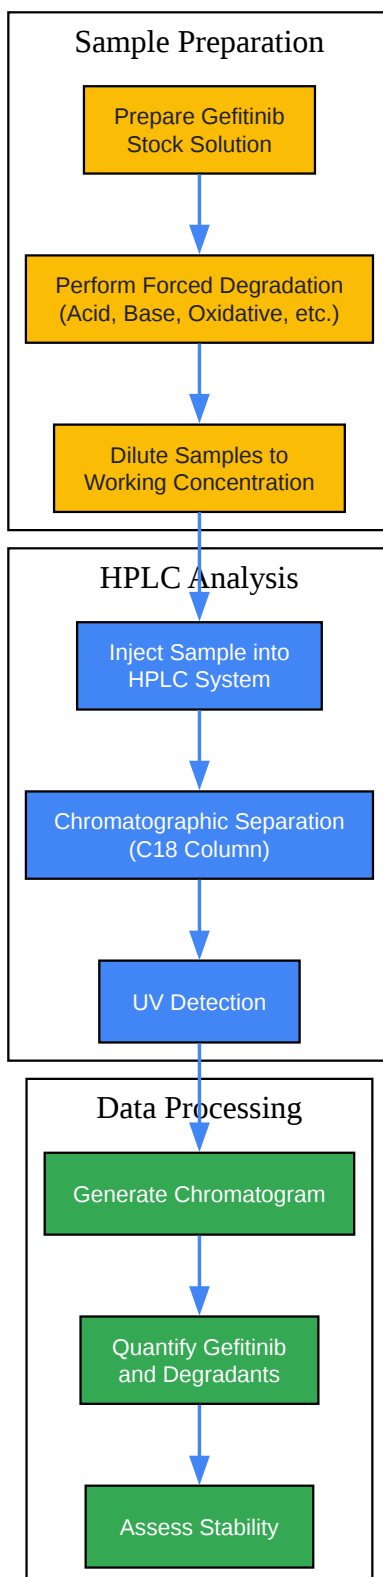 Sample Preparation
Prepare Gefitinib
Stock Solution
Perform Forced Degradation
(Acid, Base, Oxidative, etc.)
Dilute Samples to
Working Concentration
HPLC Analysis
Inject Sample into
HPLC System
Chromatographic Separation
(C18 Column)
UV Detection
Data Processing
Generate Chromatogram
Quantify Gefitinib
and Degradants
Assess Stability